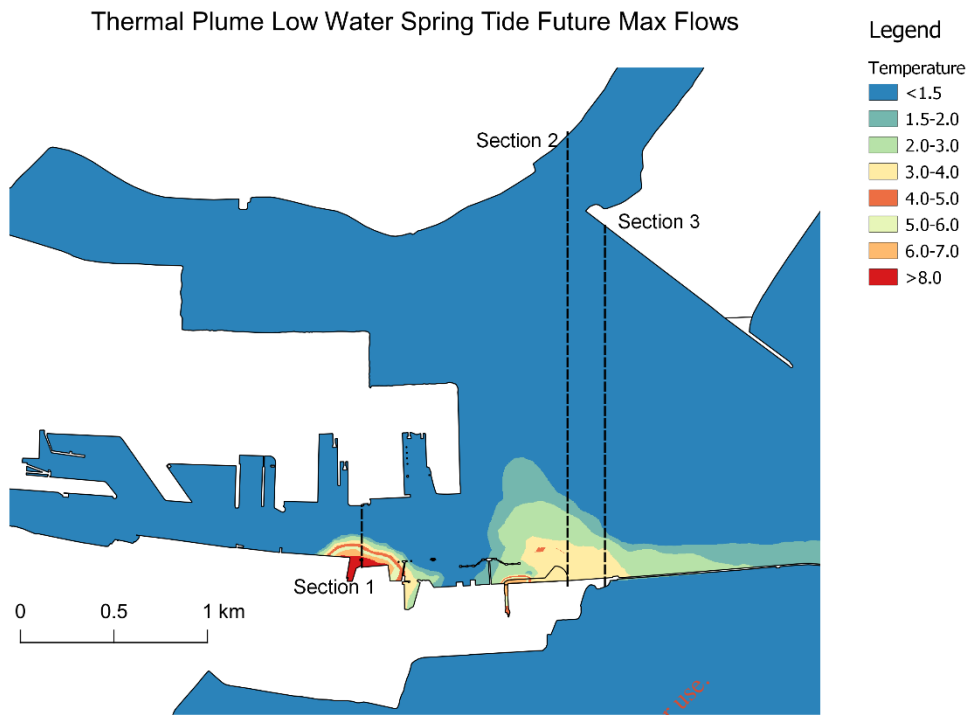 Thermal Plume Low Water Spring Tide Future Max Flows
Legend
Temperature
<1.5
1.5-2.0
2.0-3.0
3.0-4.0
4.0-5.0
5.0-6.0
6.0-7.0
>8.0
Section 2
Section 3
Section 1
0 0.5 1 km
use.